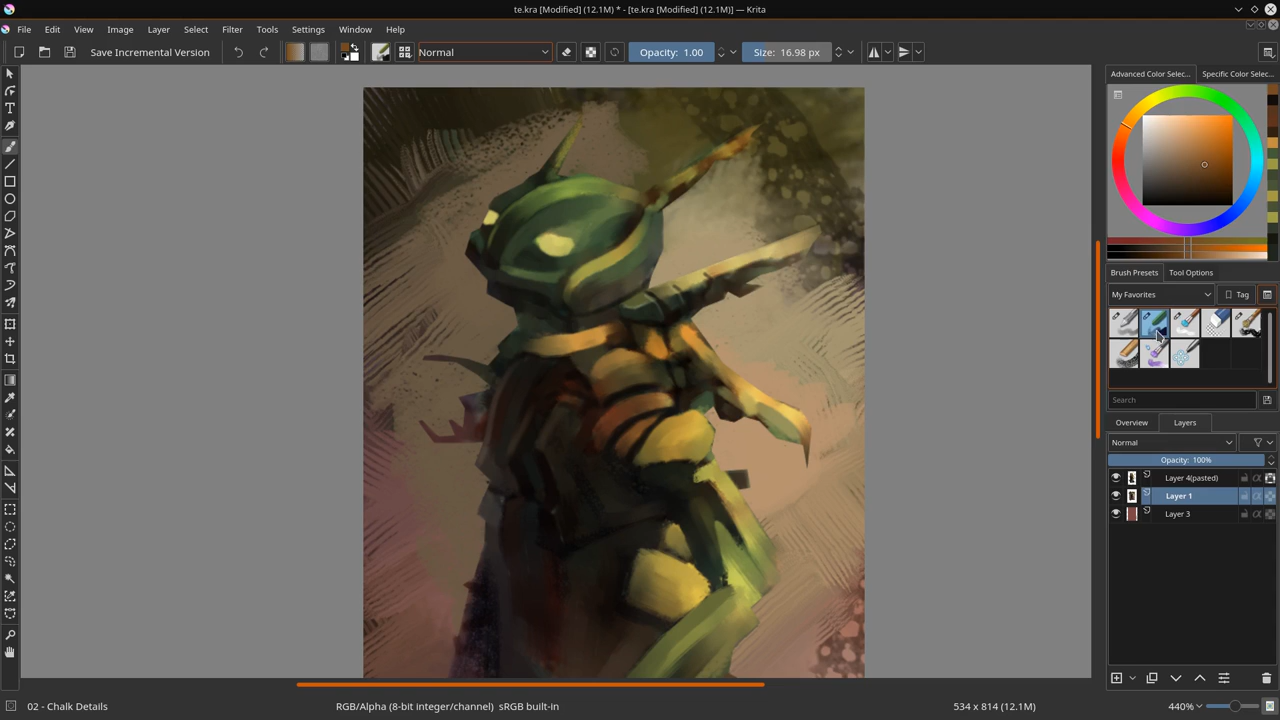 te.kra [Modified] (12.1M) * - [te.kra [Modified] (12.1M)] — Krita
File Edit View Image Layer Select Filter Tools Settings Window Help
Save Incremental Version Normal Opacity: 1.00 Size: 16.98 px
Advanced Color Selec... Specific Color Selec...
Brush Presets Tool Options
My Favorites Tag
Search
Overview Layers
Normal
Opacity: 100%
Layer 4(pasted)
Layer 1
Layer 3
02 - Chalk Details RGB/Alpha (8-bit integer/channel) sRGB built-in 534 x 814 (12.1M) 440%